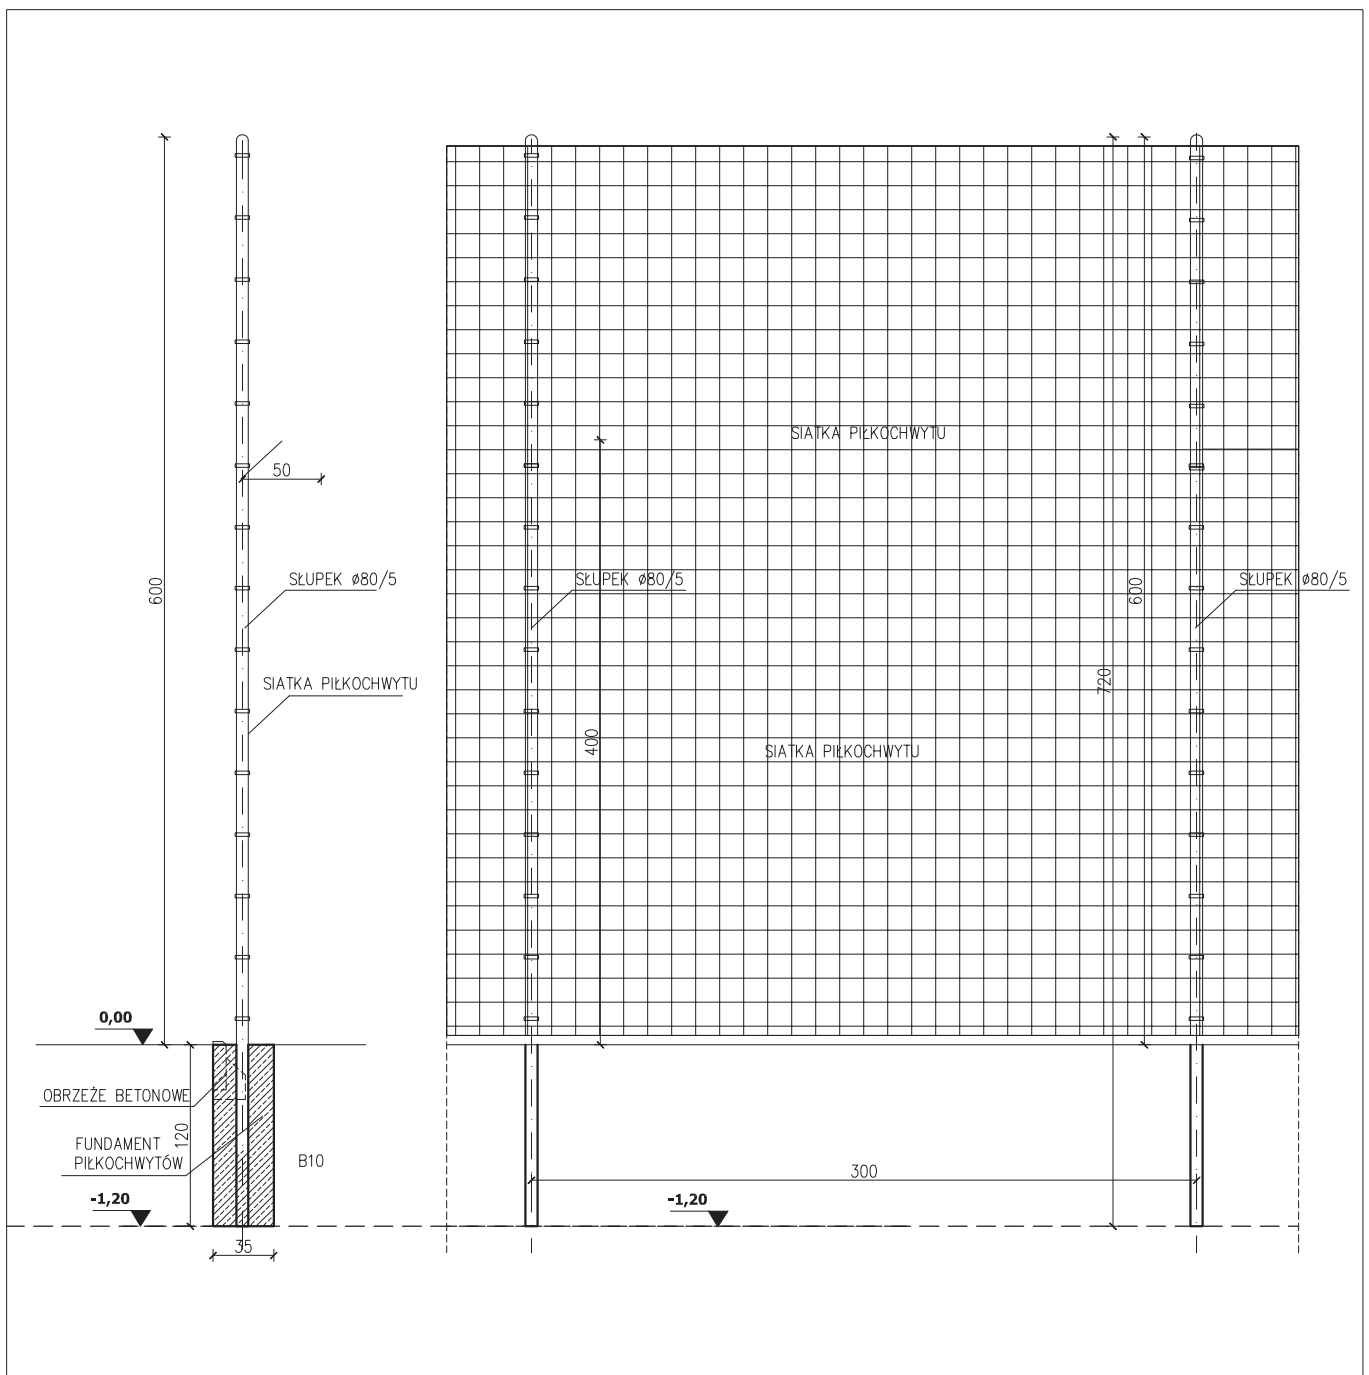 SIATKA PIŁKOCHWYTU
50
600
SŁUPEK ø80/5
SŁUPEK ø80/5
600
SŁUPEK ø80/5
SIATKA PIŁKOCHWYTU
720
400
SIATKA PIŁKOCHWYTU
0,00
OBRZEŻE BETONOWE
120
FUNDAMENT
PIŁKOCHWYTÓW
B10
300
-1,20
-1,20
35